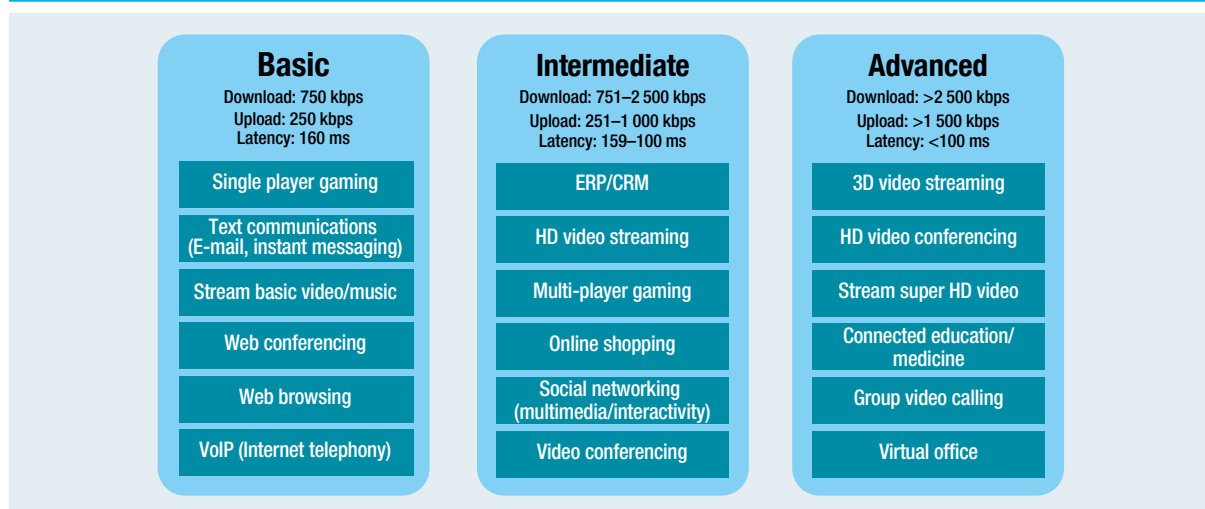 Basic
Download: 750 kbps
Upload: 250 kbps
Latency: 160 ms
Single player gaming
Text communications
(E-mail, instant messaging)
Stream basic video/music
Web conferencing
Web browsing
VoIP (Internet telephony)
Intermediate
Download: 751–2 500 kbps
Upload: 251–1 000 kbps
Latency: 159–100 ms
ERP/CRM
HD video streaming
Multi-player gaming
Online shopping
Social networking
(multimedia/interactivity)
Video conferencing
Advanced
Download: >2 500 kbps
Upload: >1 500 kbps
Latency: <100 ms
3D video streaming
HD video conferencing
Stream super HD video
Connected education/
medicine
Group video calling
Virtual office